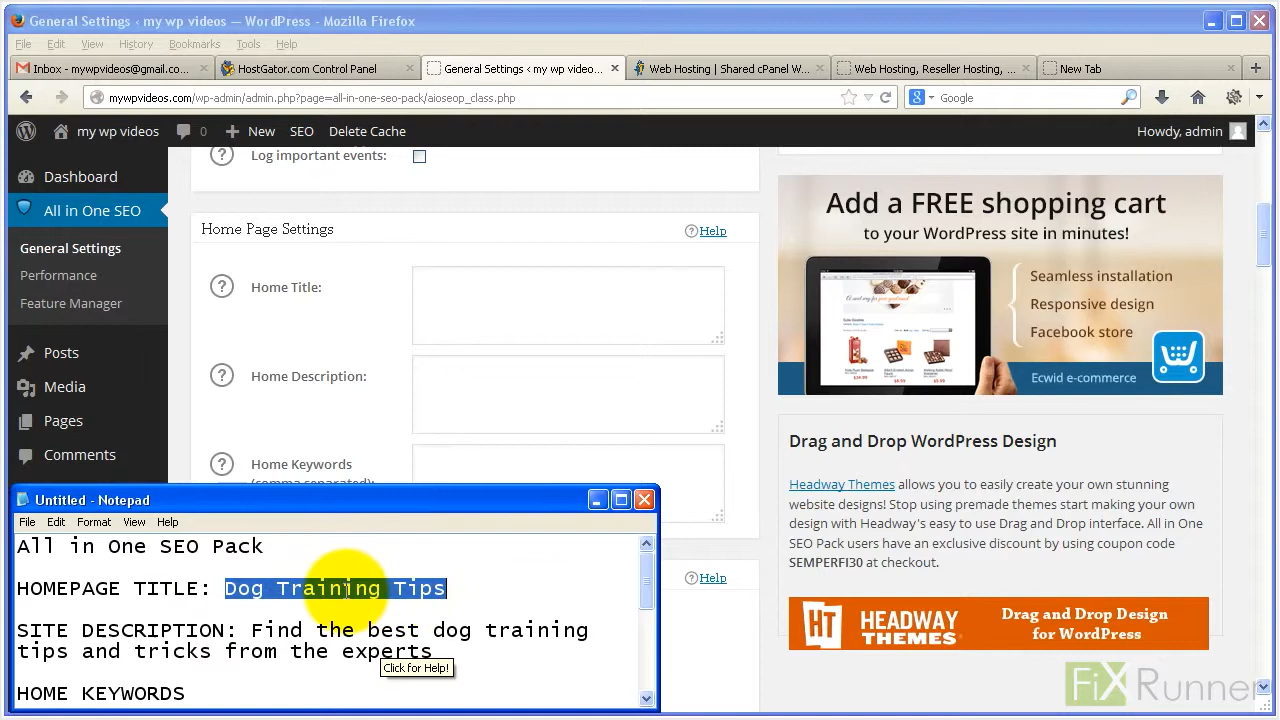 General Settings ‹ my wp videos — WordPress - Mozilla Firefox
File Edit View History Bookmarks Tools Help
Inbox - mywpvideos@gmail.co...
HostGator.com Control Panel
General Settings ‹ my wp video...
Web Hosting | Shared cPanel W...
Web Hosting, Reseller Hosting, ...
New Tab
mywpvideos.com/wp-admin/admin.php?page=all-in-one-seo-pack/aioseop_class.php
Google
my wp videos 0 New SEO Delete Cache Howdy, admin
Dashboard
All in One SEO
General Settings
Performance
Feature Manager
Posts
Media
Pages
Comments
Log important events:
Home Page Settings
Help
Home Title:
Home Description:
Home Keywords
(comma separated):
Help
Add a FREE shopping cart
to your WordPress site in minutes!
Seamless installation
Responsive design
Facebook store
Ecwid e-commerce
Drag and Drop WordPress Design
Headway Themes allows you to easily create your own stunning
website designs! Stop using premade themes start making your own
design with Headway's easy to use Drag and Drop interface. All in One
SEO Pack users have an exclusive discount by using coupon code
SEMPERFI30 at checkout.
HT HEADWAY
THEMES
Drag and Drop Design
for WordPress
Untitled - Notepad
File Edit Format View Help
All in One SEO Pack
HOMEPAGE TITLE: Dog Training Tips
SITE DESCRIPTION: Find the best dog training
tips and tricks from the experts
Click for Help!
HOME KEYWORDS
FiX Runner